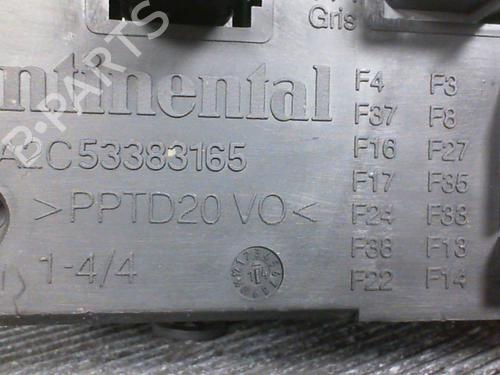 Gris
ntinental
A2C53383165
>PPTD20 VO<
1-4/4
F4 F3
F37 F8
F16 F27
F17 F35
F24 F33
F38 F13
F22 F14
B-PARTS